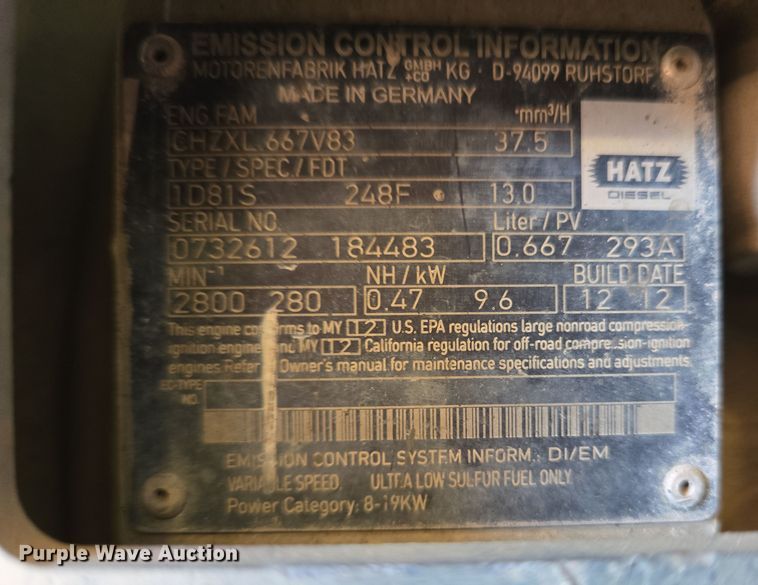 EMISSION CONTROL INFORMATION
MOTORENFABRIK HATZ GMBH +CO KG · D-94099 RUHSTORF
MADE IN GERMANY
ENG.FAM mm³/H
CHZXL.667V83 37.5
TYPE / SPEC / FDT
1D81S 248F 13.0
HATZ
DIESEL
SERIAL NO. Liter / PV
0732612 184483 0.667 293A
MIN⁻¹ NH / kW BUILD DATE
2800 280 0.47 9.6 12 12
This engine conforms to MY 12 U.S. EPA regulations large nonroad compression-
ignition engine and MY 12 California regulation for off-road compression-ignition
engines Refer Owner's manual for maintenance specifications and adjustments.
EC-TYPE
NO.
EMISSION CONTROL SYSTEM INFORM.: DI/EM
VARIABLE SPEED ULTRA LOW SULFUR FUEL ONLY
Power Category: 8-19KW
Purple Wave Auction